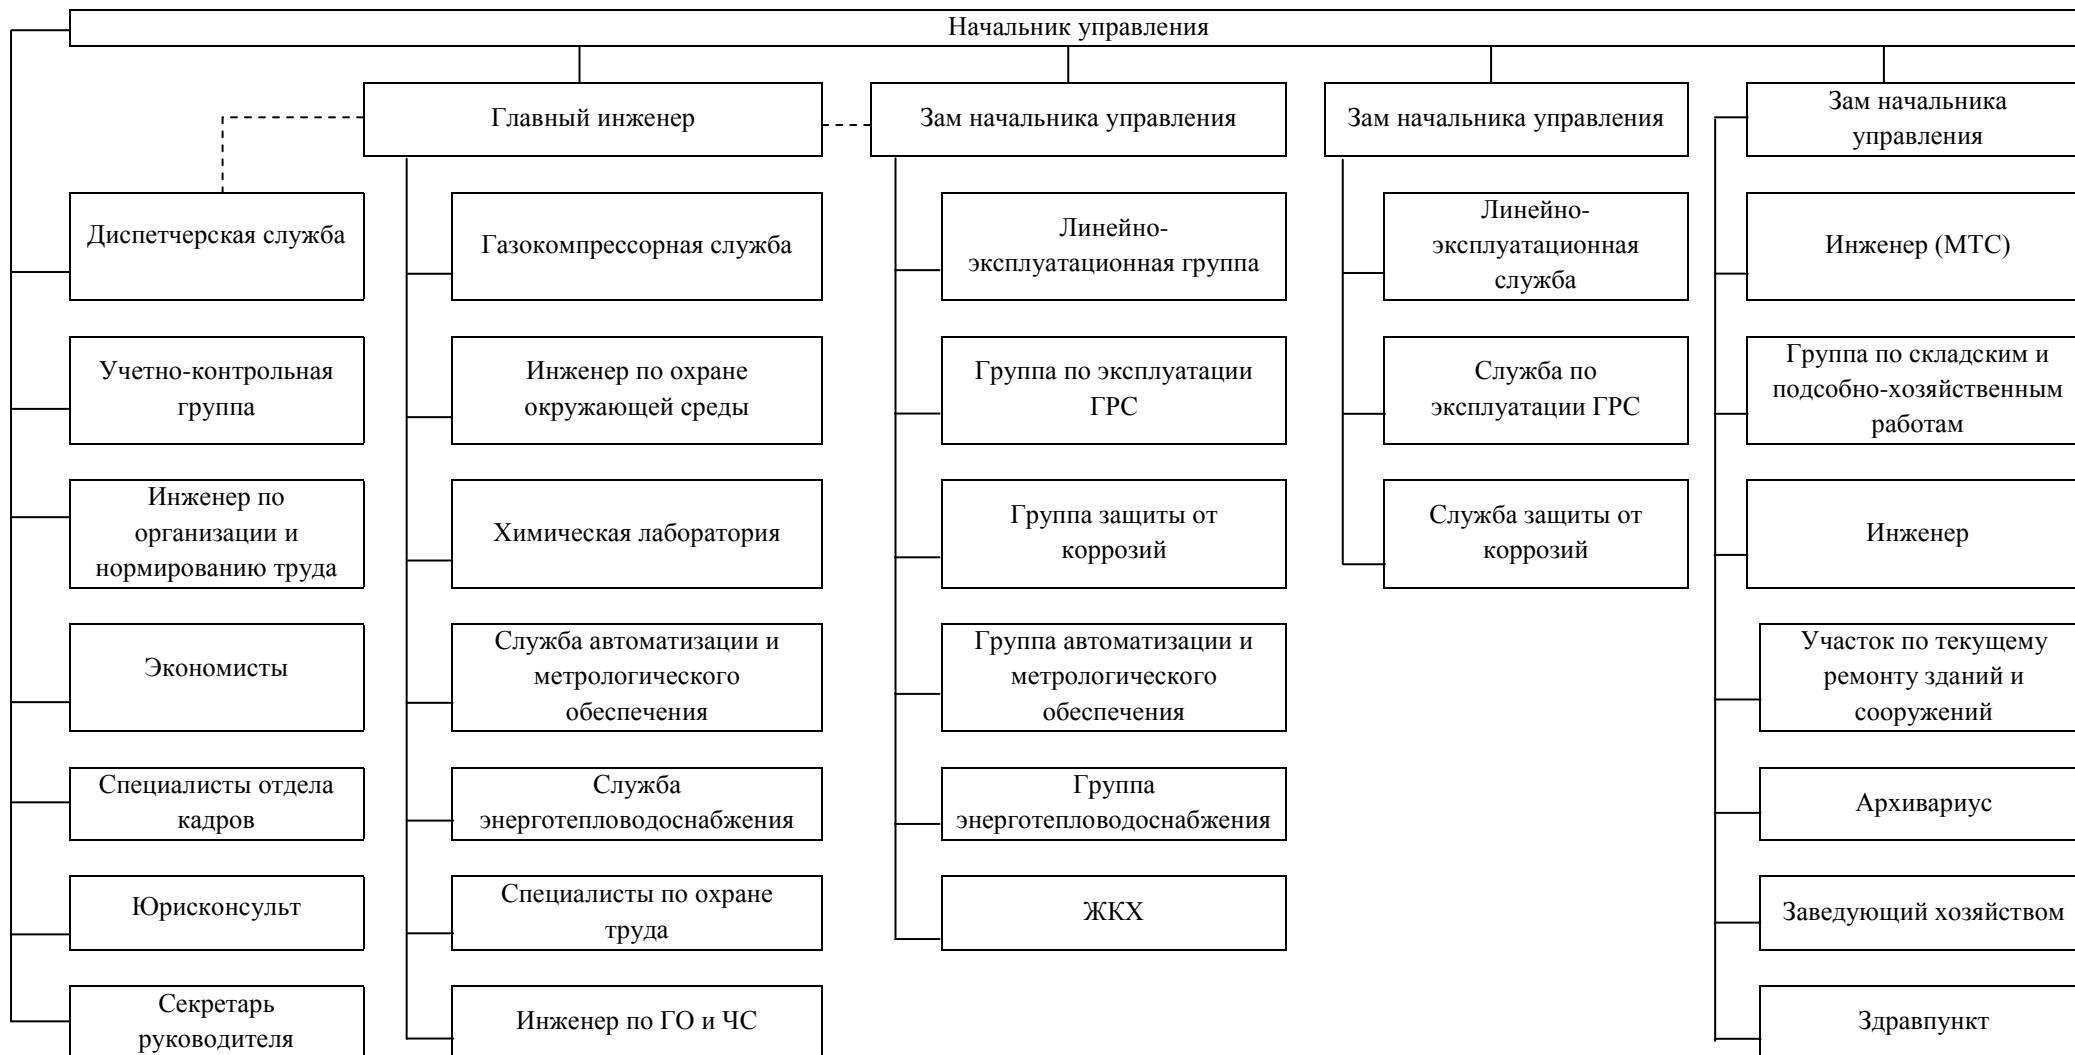 Начальник управления
Главный инженер
Зам начальника управления
Зам начальника управления
Зам начальника
управления
Диспетчерская служба
Учетно-контрольная
группа
Инженер по
организации и
нормированию труда
Экономисты
Специалисты отдела
кадров
Юрисконсульт
Секретарь
руководителя
Газокомпрессорная служба
Инженер по охране
окружающей среды
Химическая лаборатория
Служба автоматизации и
метрологического
обеспечения
Служба
энерготепловодоснабжения
Специалисты по охране
труда
Инженер по ГО и ЧС
Линейно-
эксплуатационная группа
Группа по эксплуатации
ГРС
Группа защиты от
коррозий
Группа автоматизации и
метрологического
обеспечения
Группа
энерготепловодоснабжения
ЖКХ
Линейно-
эксплуатационная
служба
Служба по
эксплуатации ГРС
Служба защиты от
коррозий
Инженер (МТС)
Группа по складским и
подсобно-хозяйственным
работам
Инженер
Участок по текущему
ремонту зданий и
сооружений
Архивариус
Заведующий хозяйством
Здравпункт